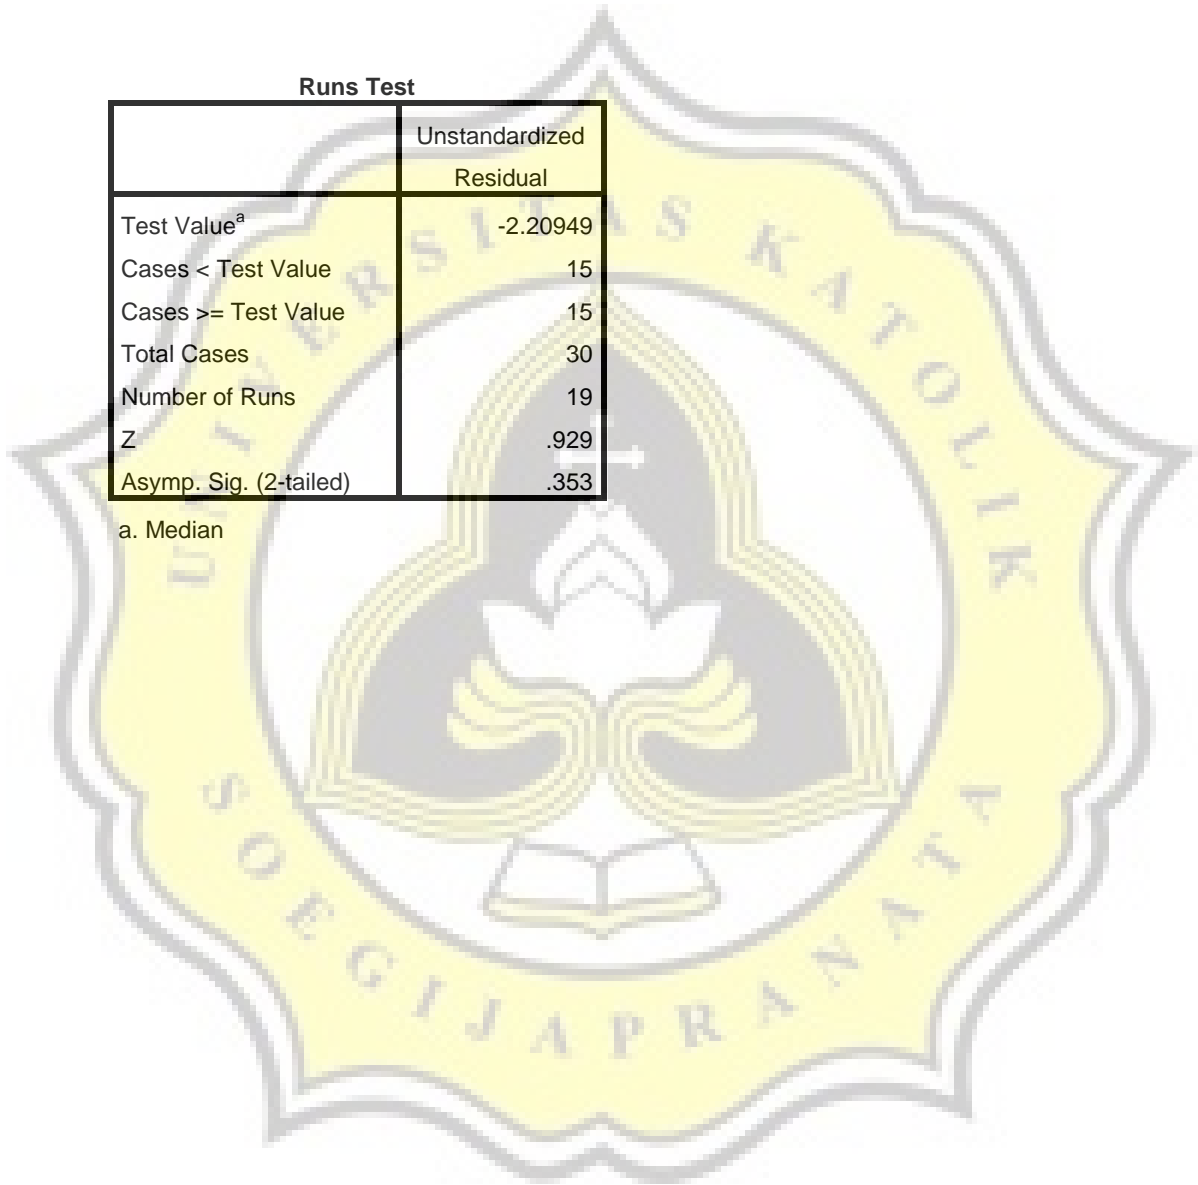 Runs Test
Unstandardized
Residual
Test Valueᵃ -2.20949
Cases < Test Value 15
Cases >= Test Value 15
Total Cases 30
Number of Runs 19
Z .929
Asymp. Sig. (2-tailed) .353
a. Median
UNIVERSITAS KATOLIK
SOEGIJAPRANATA